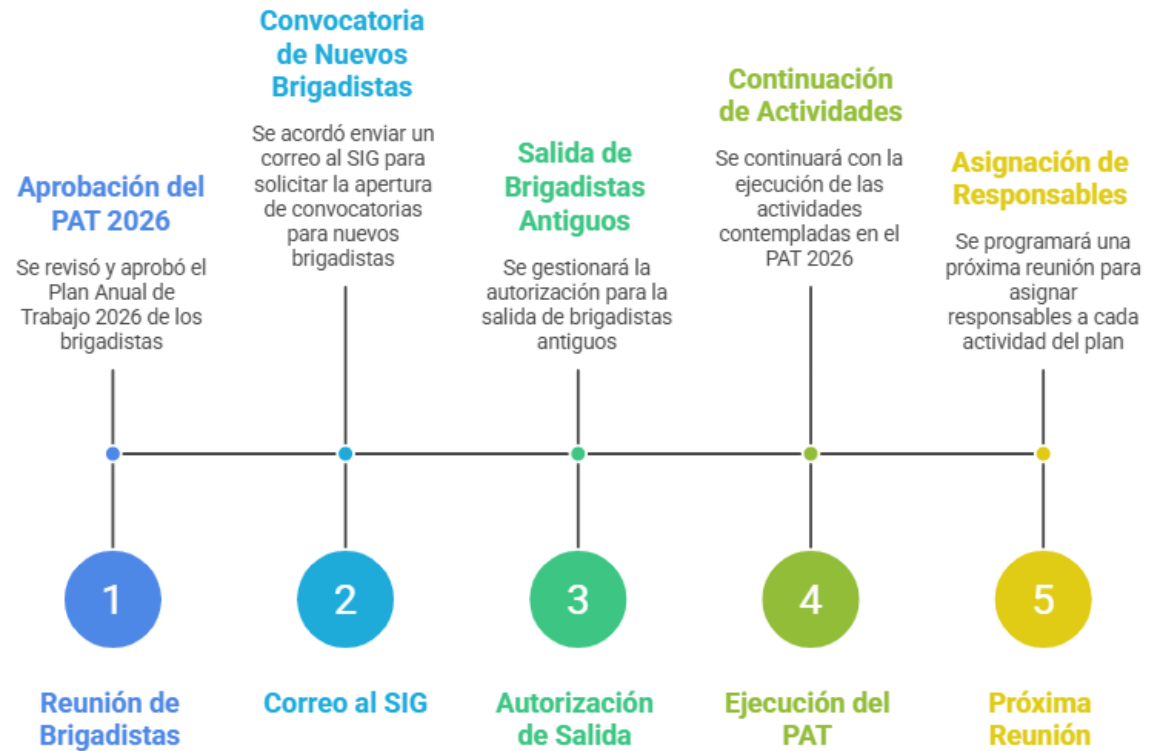 Aprobación del
PAT 2026
Se revisó y aprobó el
Plan Anual de
Trabajo 2026 de los
brigadistas
1
Reunión de
Brigadistas
Convocatoria
de Nuevos
Brigadistas
Se acordó enviar un
correo al SIG para
solicitar la apertura
de convocatorias
para nuevos
brigadistas
2
Correo al SIG
Salida de
Brigadistas
Antiguos
Se gestionará la
autorización para la
salida de brigadistas
antiguos
3
Autorización
de Salida
Continuación
de Actividades
Se continuará con la
ejecución de las
actividades
contempladas en el
PAT 2026
4
Ejecución del
PAT
Asignación de
Responsables
Se programará una
próxima reunión para
asignar
responsables a cada
actividad del plan
5
Próxima
Reunión